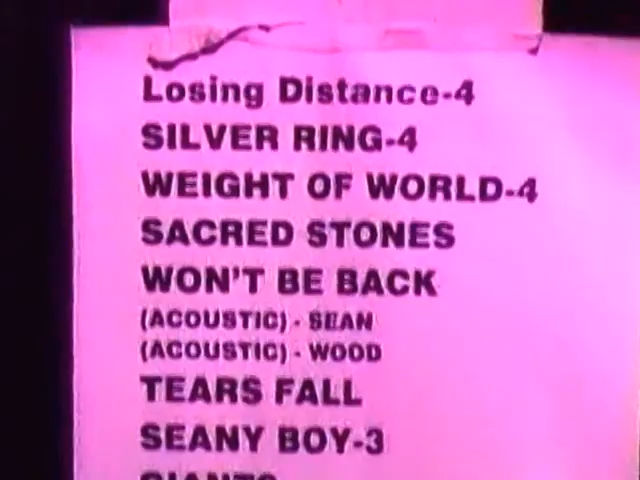 Losing Distance-4
SILVER RING-4
WEIGHT OF WORLD-4
SACRED STONES
WON'T BE BACK
(ACOUSTIC) - SEAN
(ACOUSTIC) - WOOD
TEARS FALL
SEANY BOY-3
GIANTS